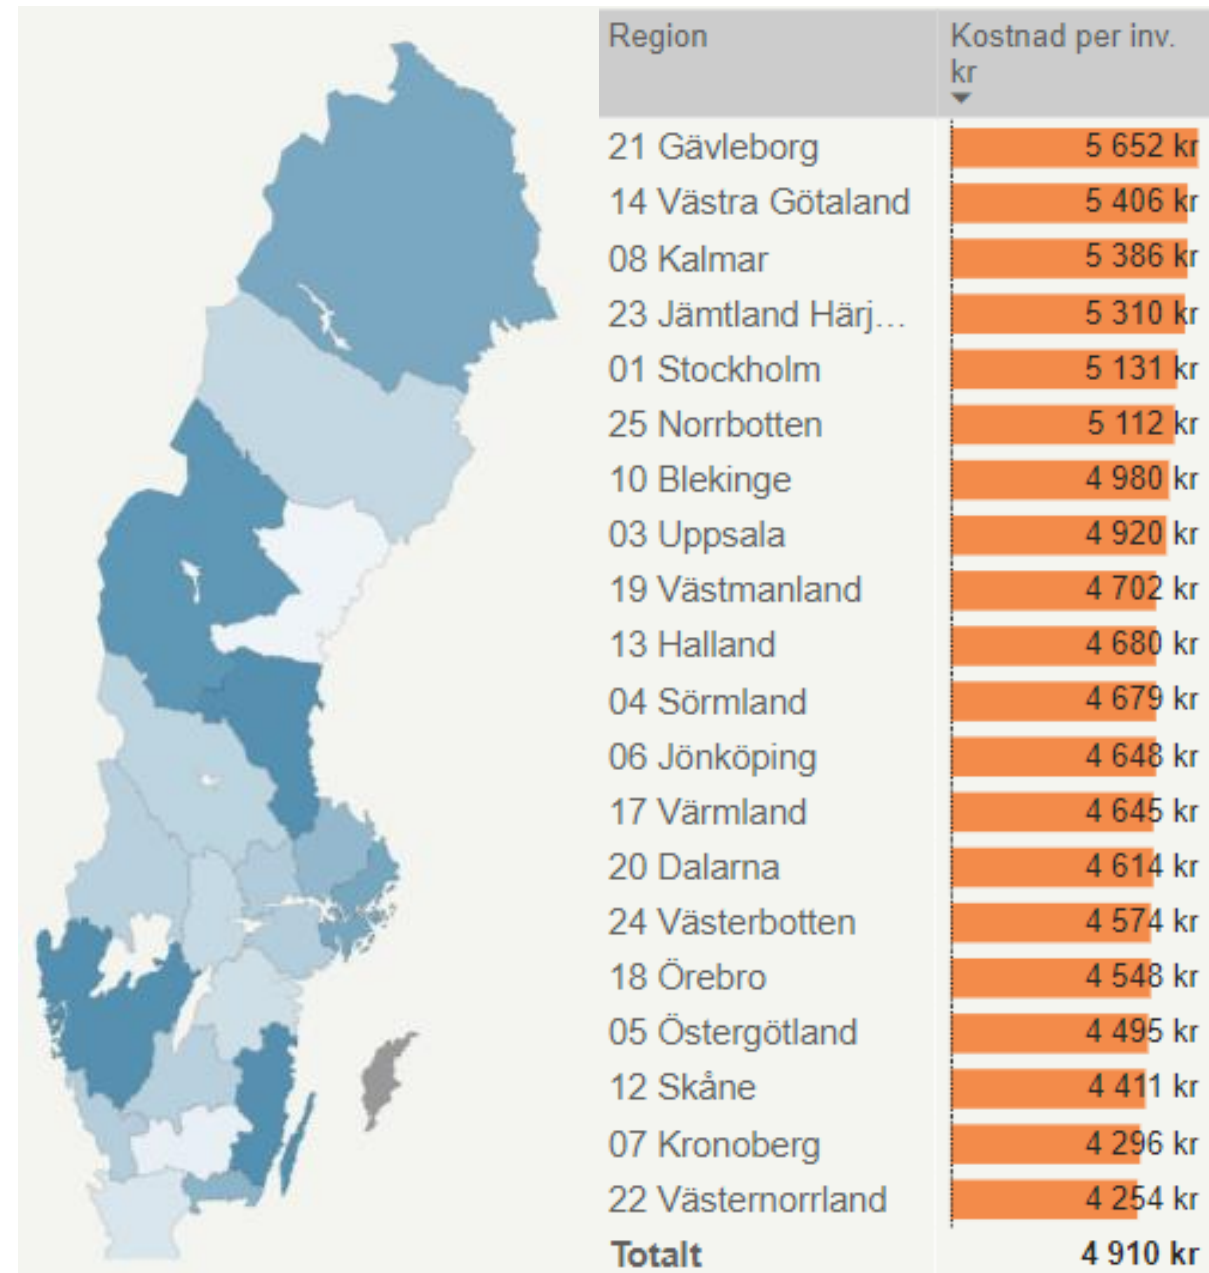 Region Kostnad per inv.
kr
21 Gävleborg 5 652 kr
14 Västra Götaland 5 406 kr
08 Kalmar 5 386 kr
23 Jämtland Härj... 5 310 kr
01 Stockholm 5 131 kr
25 Norrbotten 5 112 kr
10 Blekinge 4 980 kr
03 Uppsala 4 920 kr
19 Västmanland 4 702 kr
13 Halland 4 680 kr
04 Sörmland 4 679 kr
06 Jönköping 4 648 kr
17 Värmland 4 645 kr
20 Dalarna 4 614 kr
24 Västerbotten 4 574 kr
18 Örebro 4 548 kr
05 Östergötland 4 495 kr
12 Skåne 4 411 kr
07 Kronoberg 4 296 kr
22 Västernorrland 4 254 kr
Totalt 4 910 kr